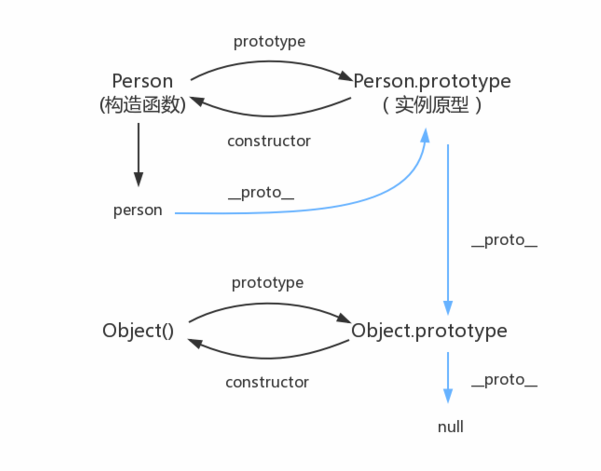 prototype
Person
(构造函数)
Person.prototype
（实例原型）
constructor
person
__proto__
__proto__
prototype
Object()
Object.prototype
constructor
__proto__
null